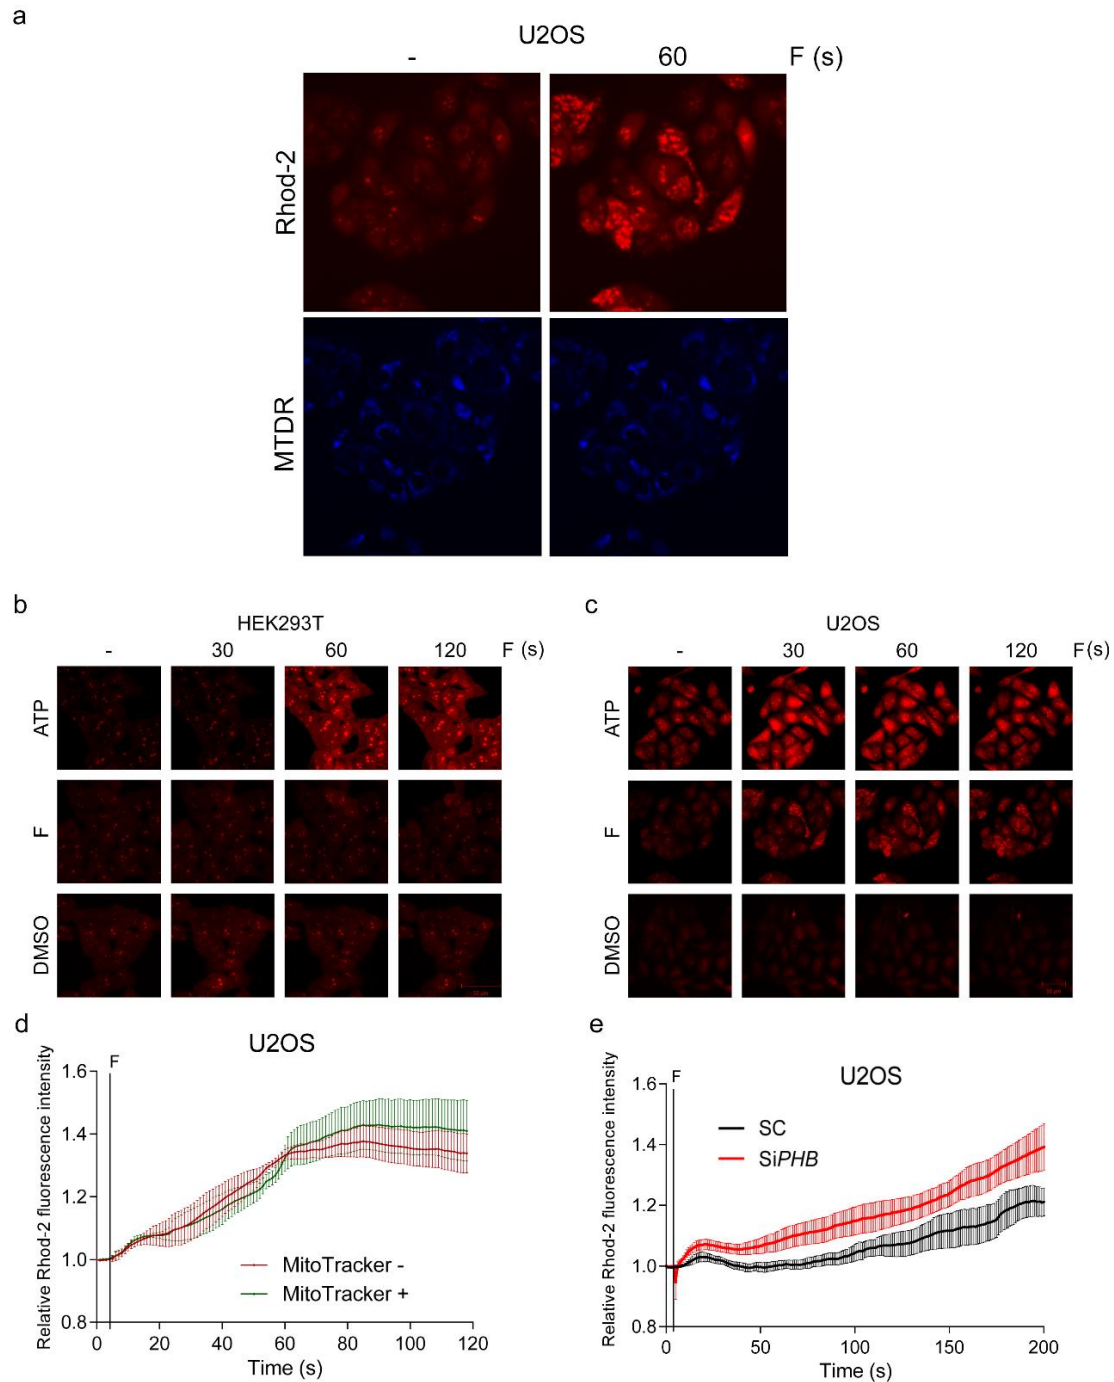 a
U2OS
- 60 F (s)
Rhod-2
MTDR
b
HEK293T
- 30 60 120 F (s)
ATP
F
DMSO
c
U2OS
- 30 60 120 F(s)
ATP
F
DMSO
d
U2OS
F
Relative Rhod-2 fluorescence intensity
1.6
1.4
1.2
1.0
0.8
MitoTracker -
MitoTracker +
0 20 40 60 80 100 120
Time (s)
e
U2OS
F
Relative Rhod-2 fluorescence intensity
1.6
1.4
1.2
1.0
0.8
SC
SiPHB
0 50 100 150 200
Time (s)